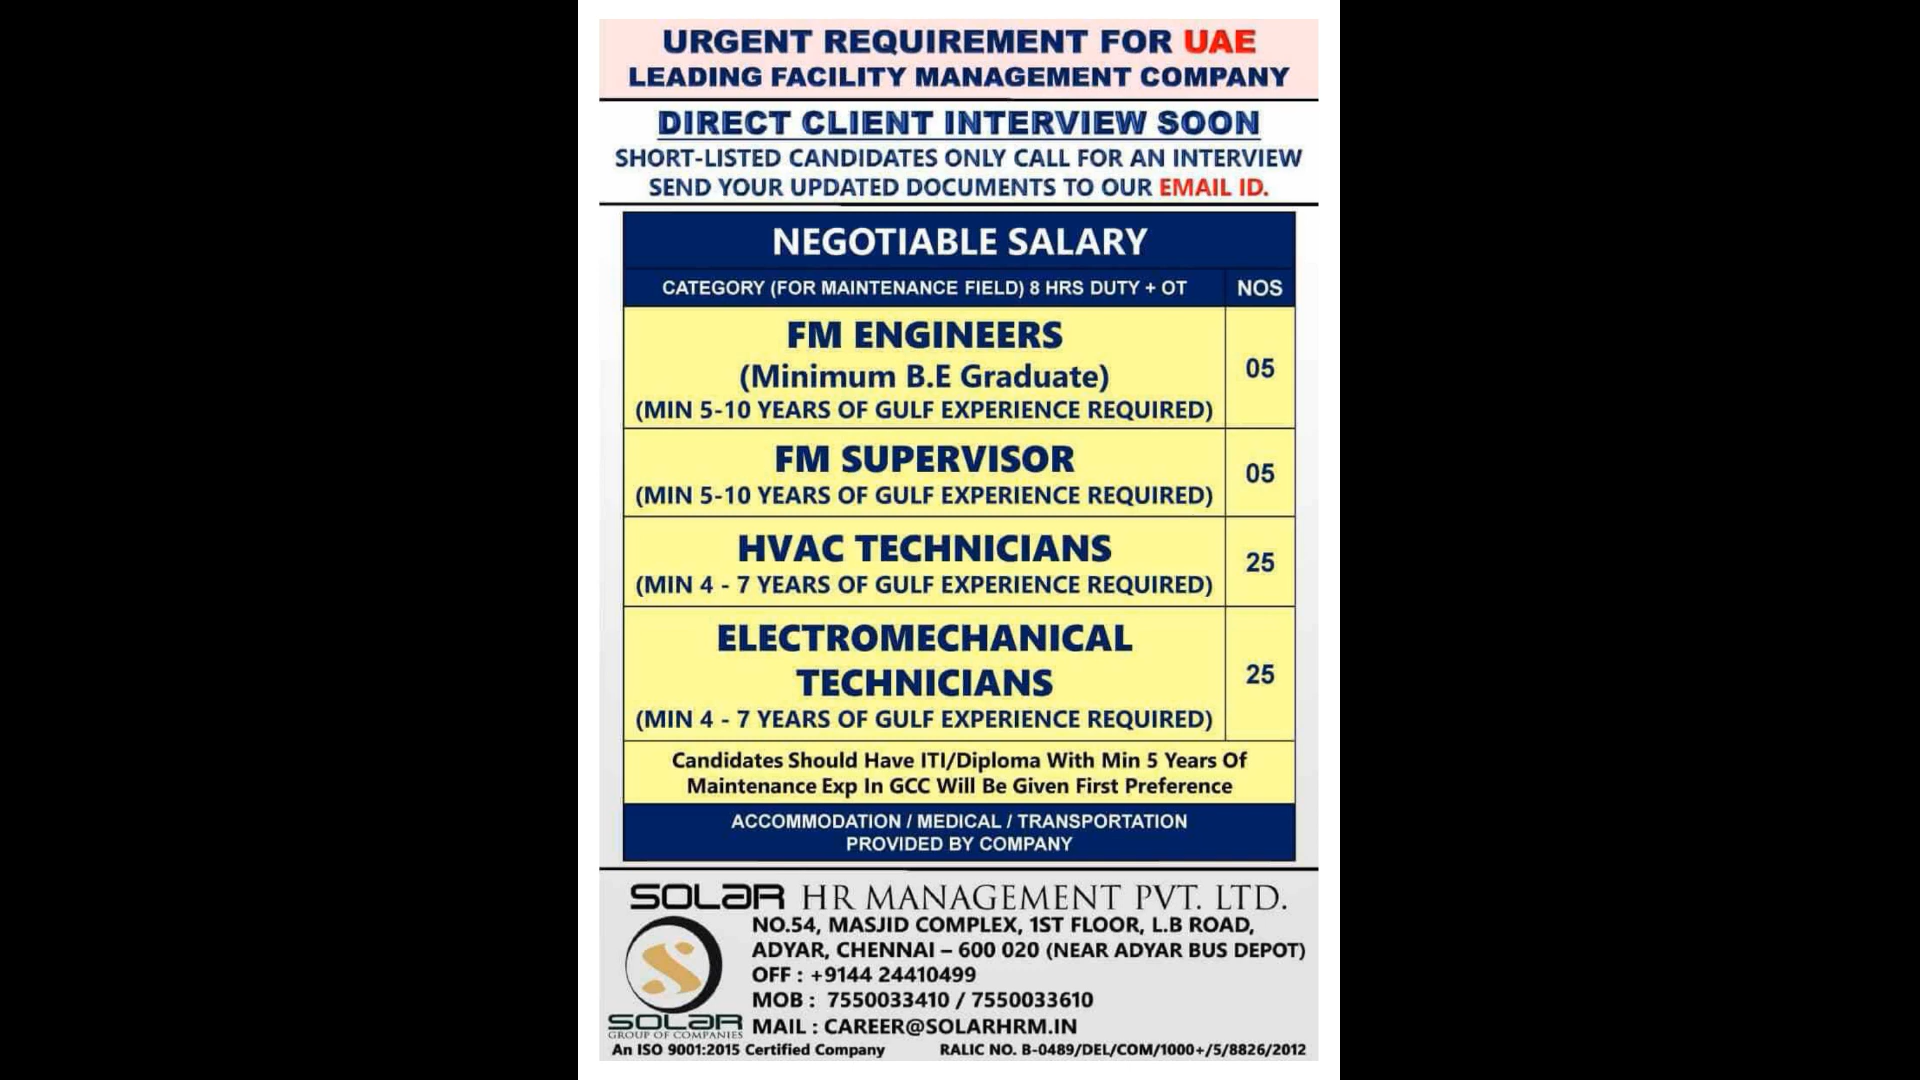 URGENT REQUIREMENT FOR UAE
LEADING FACILITY MANAGEMENT COMPANY
DIRECT CLIENT INTERVIEW SOON
SHORT-LISTED CANDIDATES ONLY CALL FOR AN INTERVIEW
SEND YOUR UPDATED DOCUMENTS TO OUR EMAIL ID.
NEGOTIABLE SALARY
CATEGORY (FOR MAINTENANCE FIELD) 8 HRS DUTY + OT NOS
FM ENGINEERS
(Minimum B.E Graduate)
(MIN 5-10 YEARS OF GULF EXPERIENCE REQUIRED)
05
FM SUPERVISOR
(MIN 5-10 YEARS OF GULF EXPERIENCE REQUIRED)
05
HVAC TECHNICIANS
(MIN 4 - 7 YEARS OF GULF EXPERIENCE REQUIRED)
25
ELECTROMECHANICAL
TECHNICIANS
(MIN 4 - 7 YEARS OF GULF EXPERIENCE REQUIRED)
25
Candidates Should Have ITI/Diploma With Min 5 Years Of
Maintenance Exp In GCC Will Be Given First Preference
ACCOMMODATION / MEDICAL / TRANSPORTATION
PROVIDED BY COMPANY
SOLAR HR MANAGEMENT PVT. LTD.
NO.54, MASJID COMPLEX, 1ST FLOOR, L.B ROAD,
ADYAR, CHENNAI – 600 020 (NEAR ADYAR BUS DEPOT)
OFF : +9144 24410499
MOB : 7550033410 / 7550033610
MAIL : CAREER@SOLARHRM.IN
SOLAR
GROUP OF COMPANIES
An ISO 9001:2015 Certified Company RALIC NO. B-0489/DEL/COM/1000+/5/8826/2012